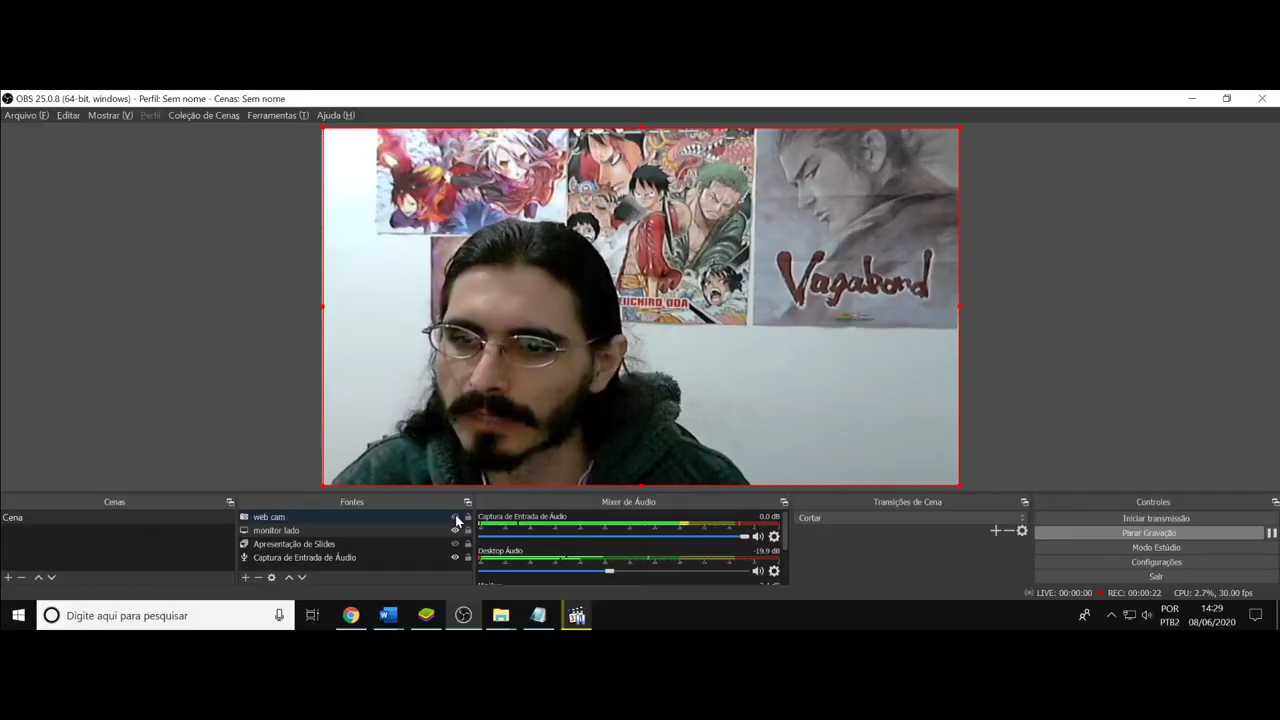 OBS 25.0.8 (64-bit, windows) - Perfil: Sem nome - Cenas: Sem nome
Arquivo (F) Editar Mostrar (V) Perfil Coleção de Cenas Ferramentas (T) Ajuda (H)
EIICHIRO ODA
Vagabond
Cenas
Cena
Fontes
web cam
monitor lado
Apresentação de Slides
Captura de Entrada de Áudio
Mixer de Áudio
Captura de Entrada de Áudio 0.0 dB
Desktop Áudio -19.9 dB
Transições de Cena
Cortar
Controles
Iniciar transmissão
Parar Gravação
Modo Estúdio
Configurações
Sair
LIVE: 00:00:00 REC: 00:00:22 CPU: 2.7%, 30.00 fps
Digite aqui para pesquisar
POR
PTB2
14:29
08/06/2020